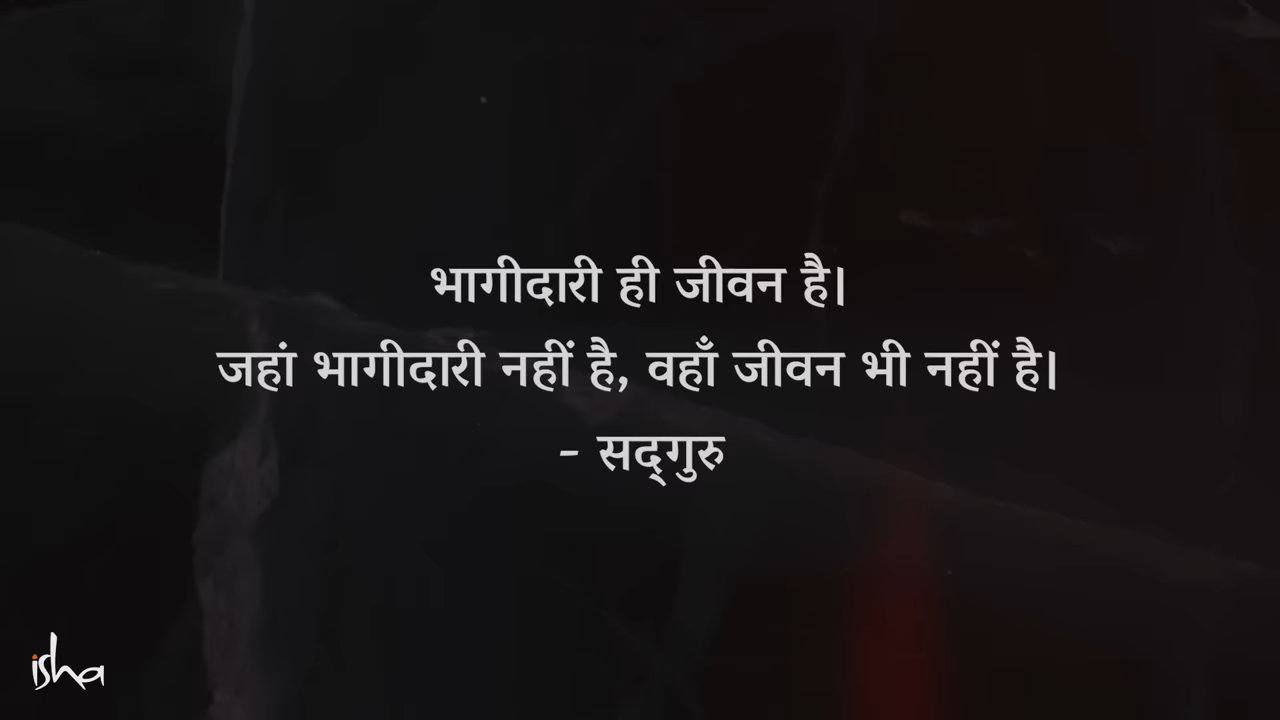 भागीदारी ही जीवन है।
जहां भागीदारी नहीं है, वहाँ जीवन भी नहीं है।
- सद्‌गुरु
isha